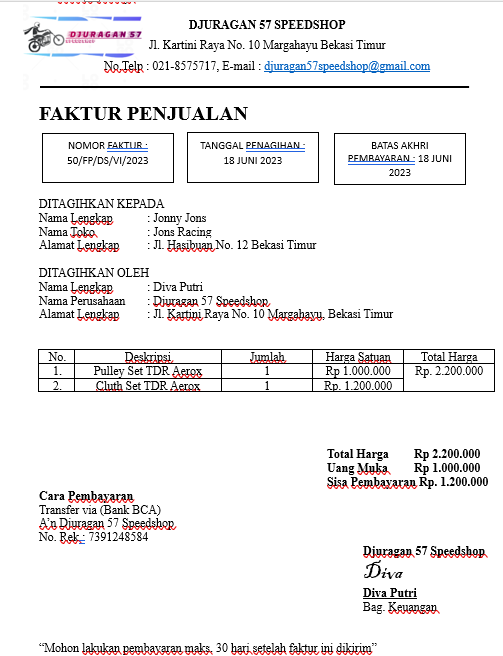 DJURAGAN 57
DJURAGAN 57 SPEEDSHOP
Jl. Kartini Raya No. 10 Margahayu Bekasi Timur
No.Telp : 021-8575717, E-mail : djuragan57speedshop@gmail.com
FAKTUR PENJUALAN
NOMOR FAKTUR :
50/FP/DS/VI/2023
TANGGAL PENAGIHAN :
18 JUNI 2023
BATAS AKHRI
PEMBAYARAN : 18 JUNI
2023
DITAGIHKAN KEPADA
Nama Lengkap : Jonny Jons
Nama Toko : Jons Racing
Alamat Lengkap : Jl. Hasibuan No. 12 Bekasi Timur
DITAGIHKAN OLEH
Nama Lengkap : Diva Putri
Nama Perusahaan : Djuragan 57 Speedshop
Alamat Lengkap : Jl. Kartini Raya No. 10 Margahayu, Bekasi Timur
No. Deskripsi Jumlah Harga Satuan Total Harga
1. Pulley Set TDR Aerox 1 Rp 1.000.000 Rp. 2.200.000
2. Cluth Set TDR Aerox 1 Rp. 1.200.000
Total Harga Rp 2.200.000
Uang Muka Rp 1.000.000
Sisa Pembayaran Rp. 1.200.000
Cara Pembayaran
Transfer via (Bank BCA)
A'n Djuragan 57 Speedshop
No. Rek : 7391248584
Djuragan 57 Speedshop
Diva
Diva Putri
Bag. Keuangan
“Mohon lakukan pembayaran maks. 30 hari setelah faktur ini dikirim”